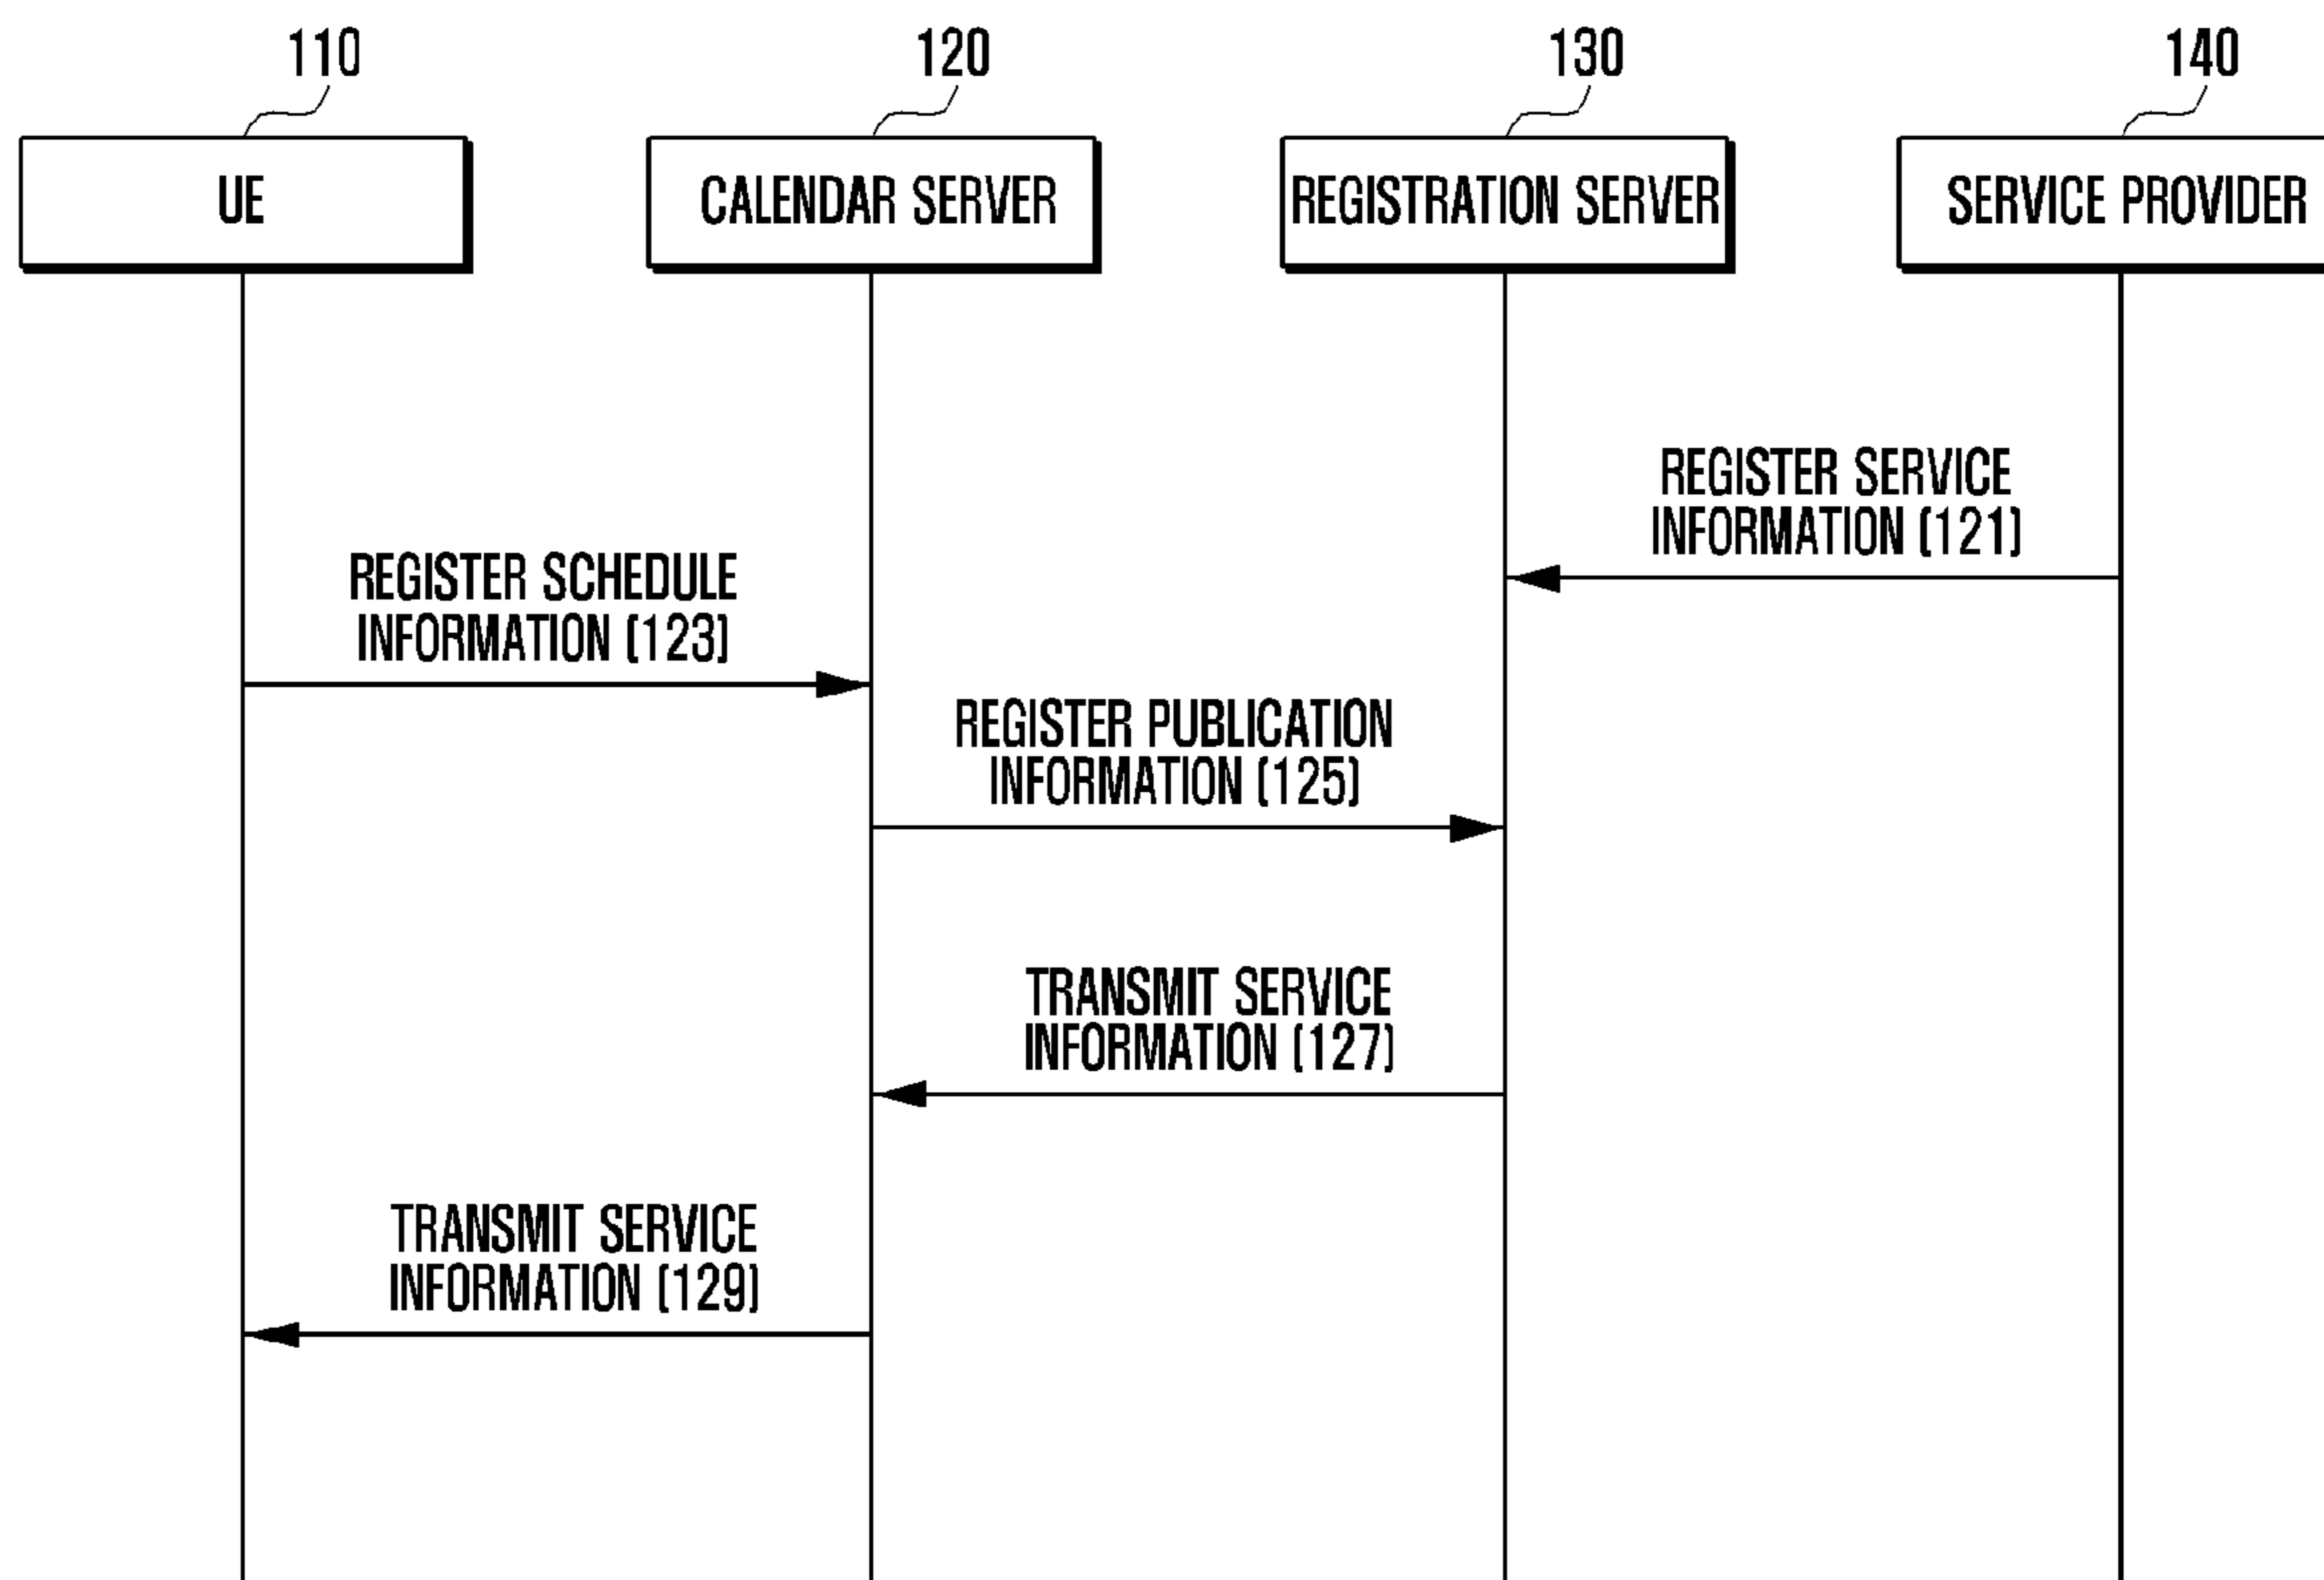 110
120
130
140
UE
CALENDAR SERVER
REGISTRATION SERVER
SERVICE PROVIDER
REGISTER SERVICE
INFORMATION (121)
REGISTER SCHEDULE
INFORMATION (123)
REGISTER PUBLICATION
INFORMATION (125)
TRANSMIT SERVICE
INFORMATION (127)
TRANSMIT SERVICE
INFORMATION (129)